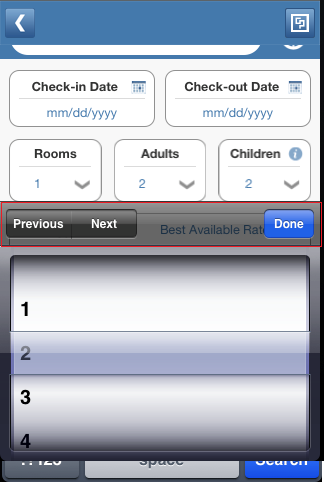 Check-in Date
Check-out Date
mm/dd/yyyy
mm/dd/yyyy
Rooms
Adults
Children
1
2
2
Previous
Next
Best Available Rate
Done
1
2
3
4
space
Search